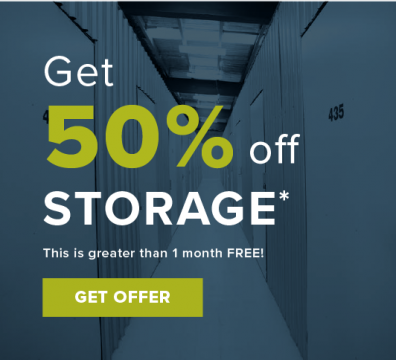 Get
50% off
STORAGE*
This is greater than 1 month FREE!
GET OFFER
435